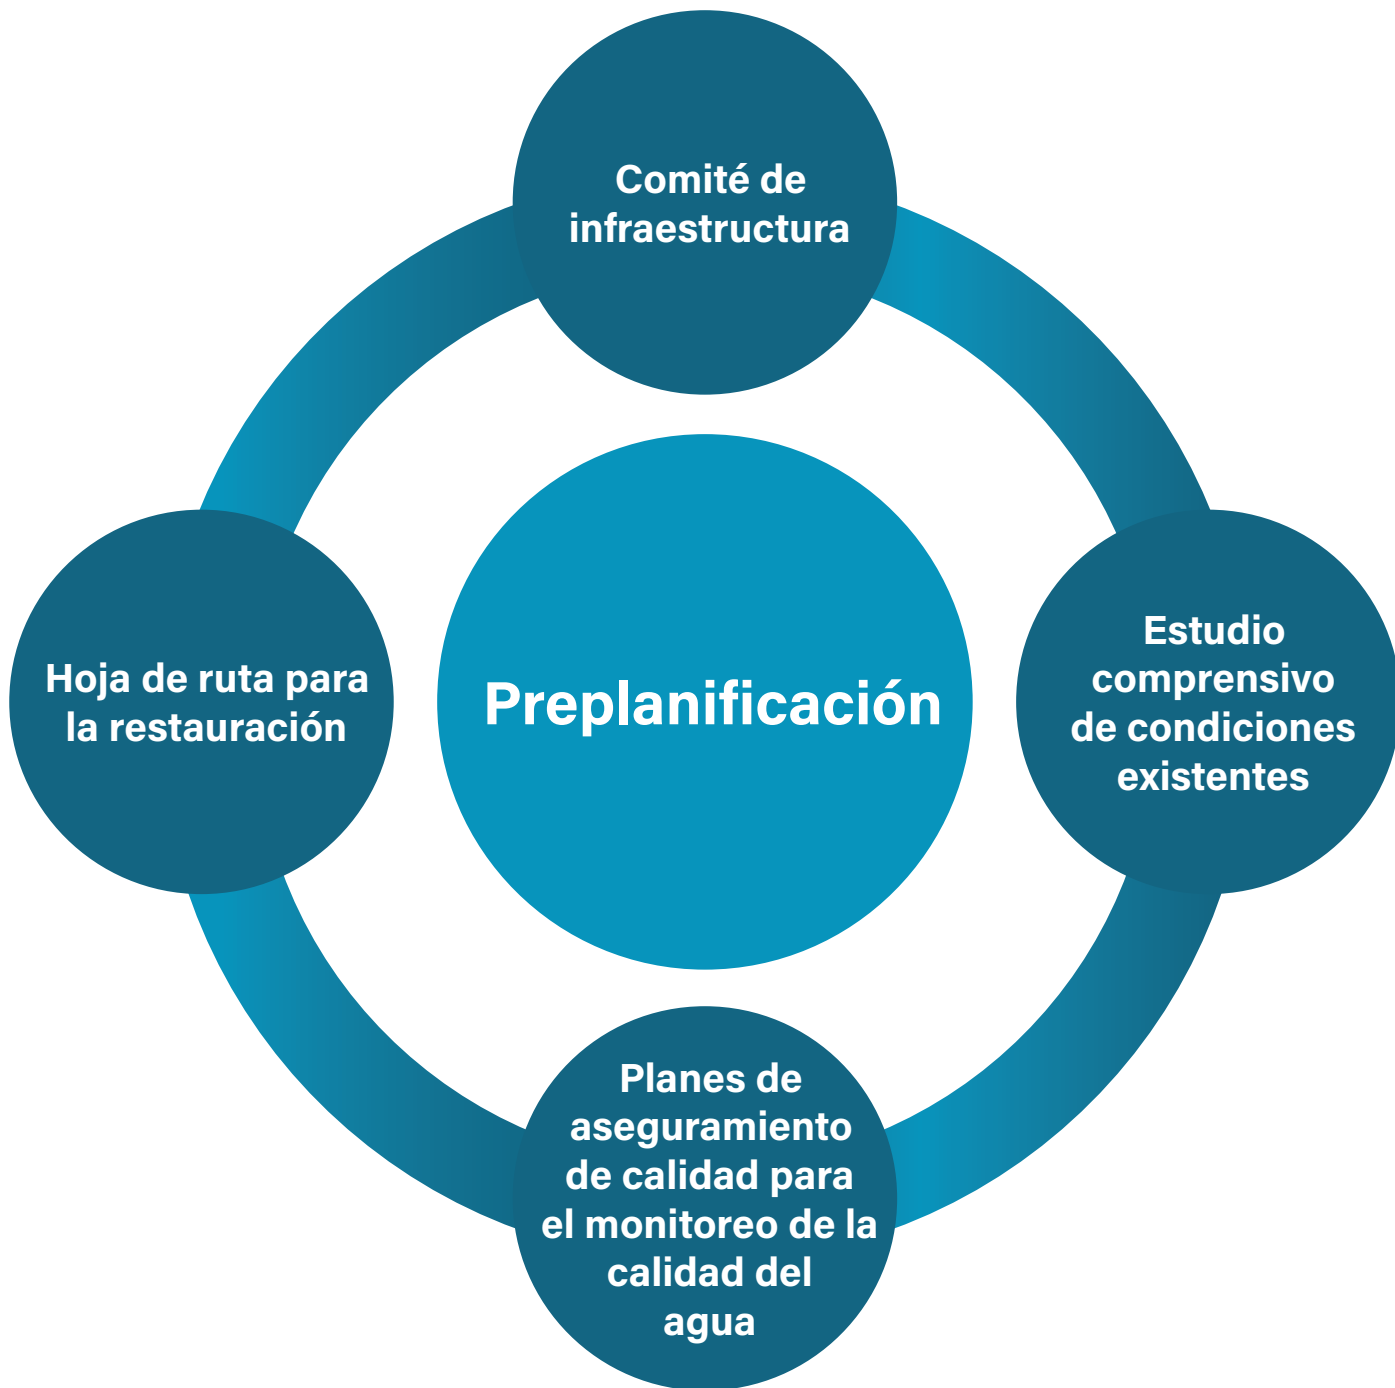 Comité de
infraestructura
Hoja de ruta para
la restauración
Preplanificación
Estudio
comprensivo
de condiciones
existentes
Planes de
aseguramiento
de calidad para
el monitoreo de la
calidad del
agua